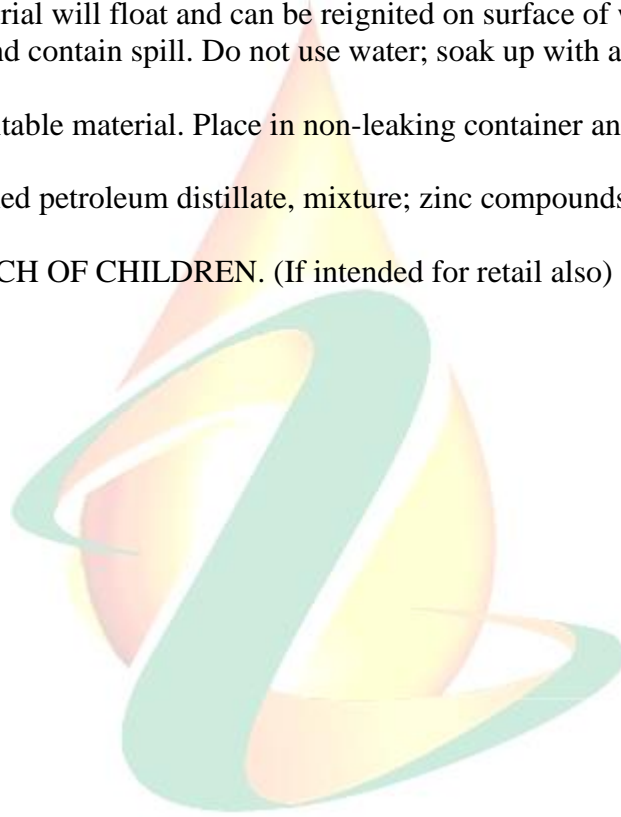 rial will float and can be reignited on surface of
nd contain spill. Do not use water; soak up with
table material. Place in non-leaking container
ed petroleum distillate, mixture; zinc compounds
CH OF CHILDREN. (If intended for retail also)